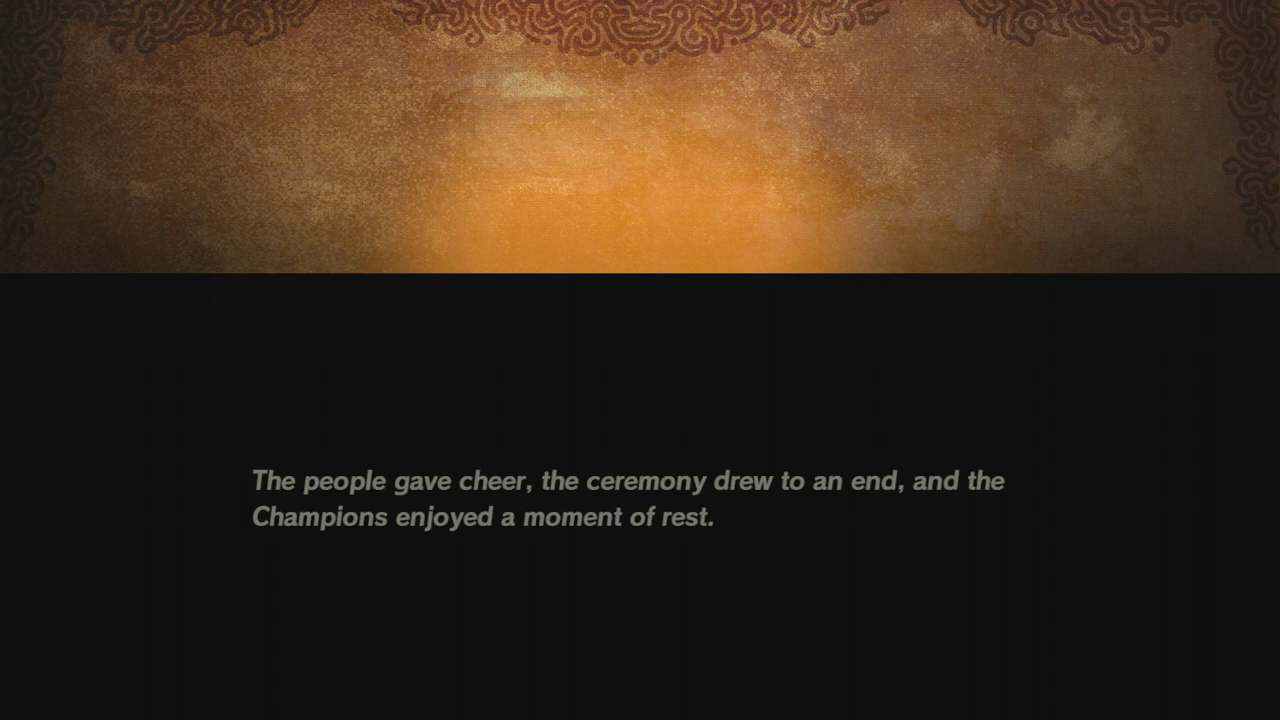 The people gave cheer, the ceremony drew to an end, and the
Champions enjoyed a moment of rest.